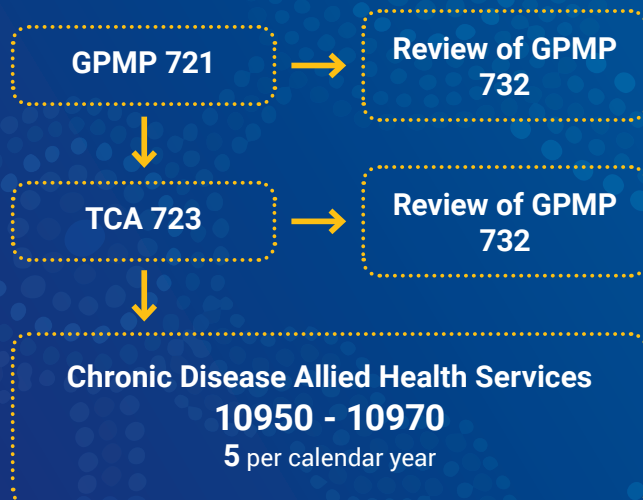 GPMP 721
Review of GPMP
732
TCA 723
Review of GPMP
732
Chronic Disease Allied Health Services
10950 - 10970
5 per calendar year